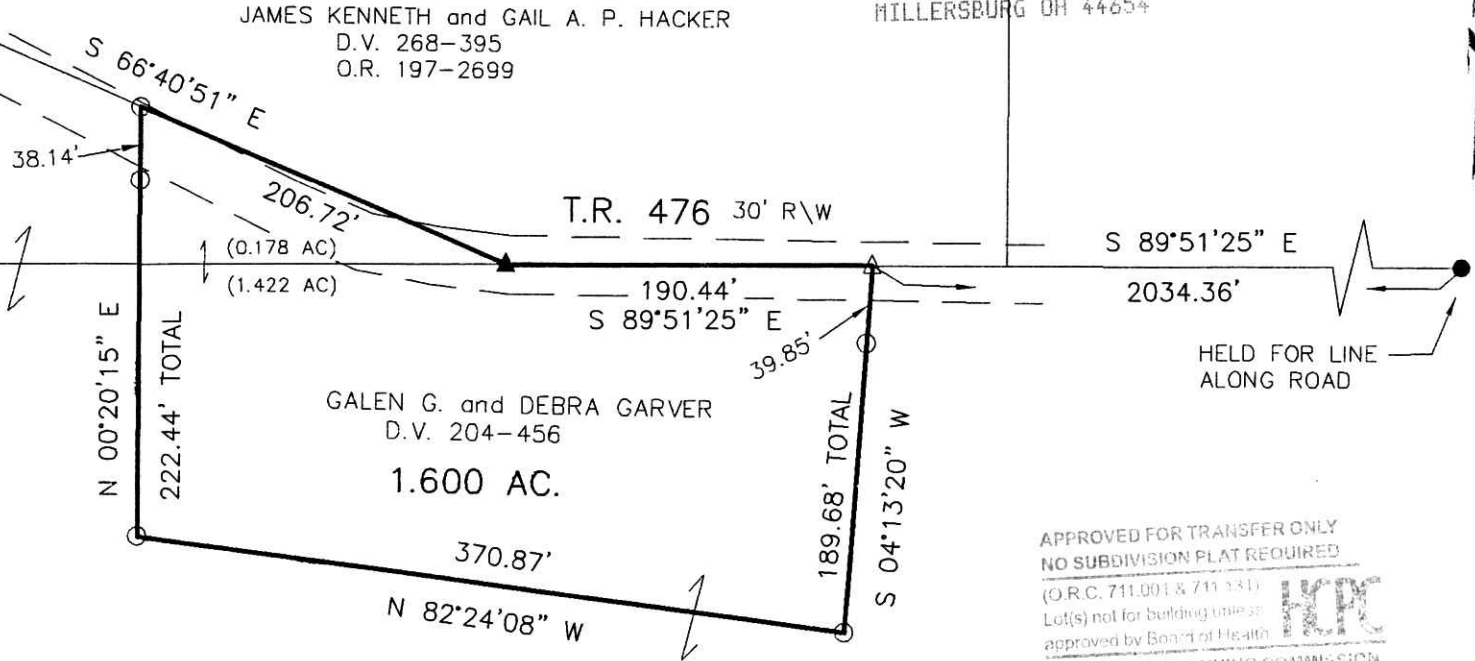 JAMES KENNETH and GAIL A. P. HACKER
D.V. 268-395
O.R. 197-2699
MILLERSBURG OH 44654
S 66°40'51" E
38.14'
206.72'
T.R. 476 30' R\W
(0.178 AC)
(1.422 AC)
S 89°51'25" E
190.44'
S 89°51'25" E
2034.36'
39.85'
HELD FOR LINE
ALONG ROAD
N 00°20'15" E
222.44' TOTAL
GALEN G. and DEBRA GARVER
D.V. 204-456
1.600 AC.
189.68' TOTAL
S 04°13'20" W
370.87'
N 82°24'08" W
APPROVED FOR TRANSFER ONLY
NO SUBDIVISION PLAT REQUIRED
(O.R.C. 711.001 & 711.131)
Lot(s) not for building unless
approved by Board of Health
HCPC